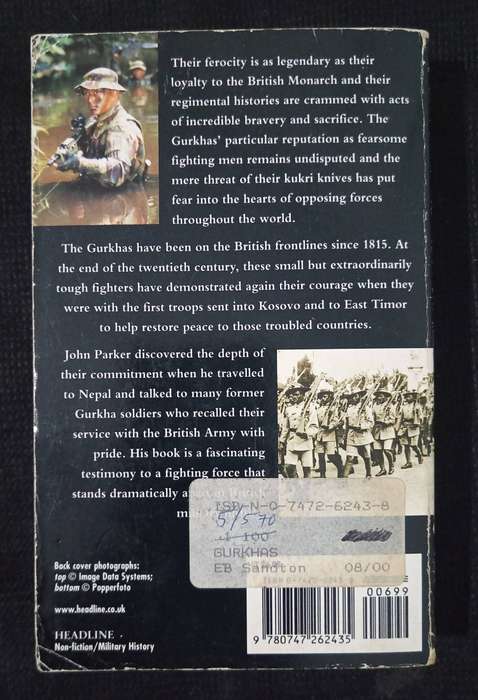 Their ferocity is as legendary as their
loyalty to the British Monarch and their
regimental histories are crammed with acts
of incredible bravery and sacrifice. The
Gurkhas' particular reputation as fearsome
fighting men remains undisputed and the
mere threat of their kukri knives has put
fear into the hearts of opposing forces
throughout the world.
The Gurkhas have been on the British frontlines since 1815. At
the end of the twentieth century, these small but extraordinarily
tough fighters have demonstrated again their courage when they
were with the first troops sent into Kosovo and to East Timor
to help restore peace to those troubled countries.
John Parker discovered the depth of
their commitment when he travelled
to Nepal and talked to many former
Gurkha soldiers who recalled their
service with the British Army with
pride. His book is a fascinating
testimony to a fighting force that
stands dramatically
ISB-N-0-7472-6243-8
5/5 70
100
GURKHAS
EB Sandton 08/00
00699
Back cover photographs:
top © Image Data Systems;
bottom © Popperfoto
www.headline.co.uk
HEADLINE
Non-fiction/Military History
9 780747 262435